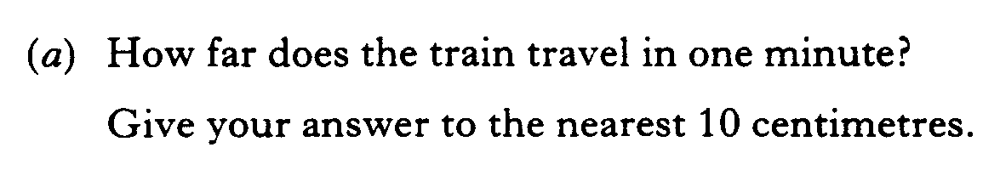 (a) How far does the train travel in one minute?
Give your answer to the nearest 10 centimetres.